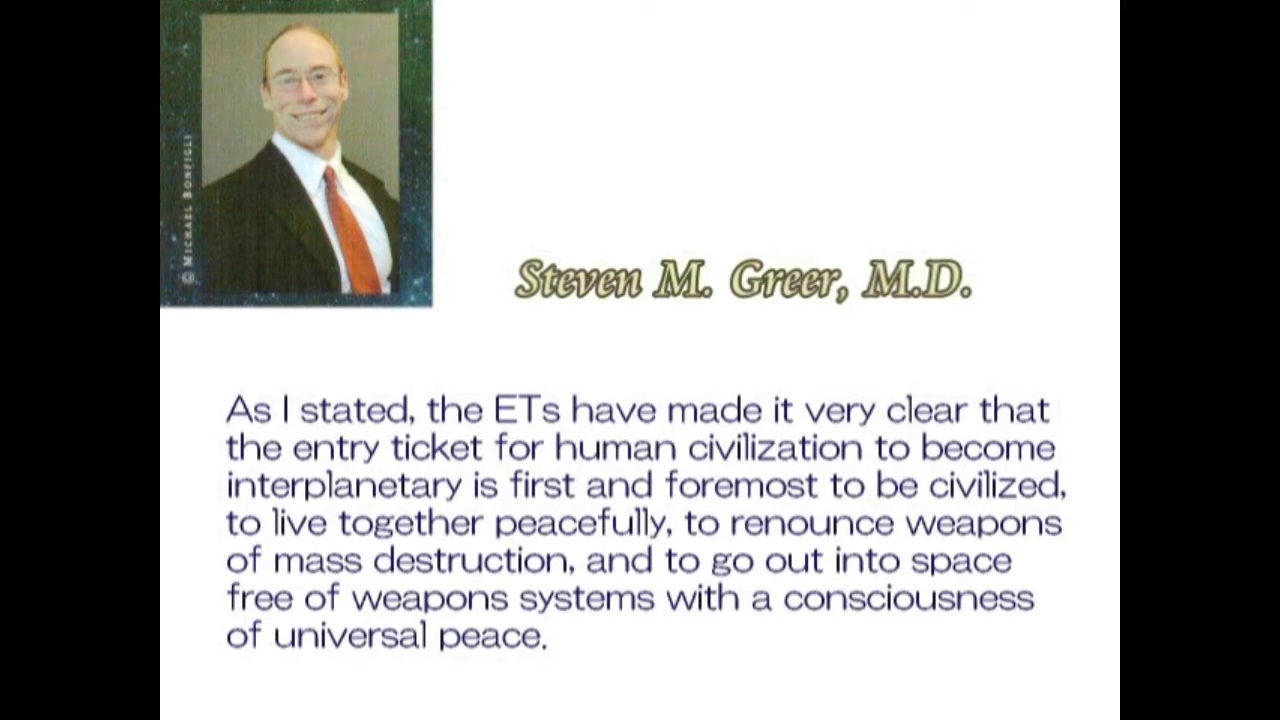 © Michael Bonfigli
Steven M. Greer, M.D.
As I stated, the ETs have made it very clear that
the entry ticket for human civilization to become
interplanetary is first and foremost to be civilized,
to live together peacefully, to renounce weapons
of mass destruction, and to go out into space
free of weapons systems with a consciousness
of universal peace.